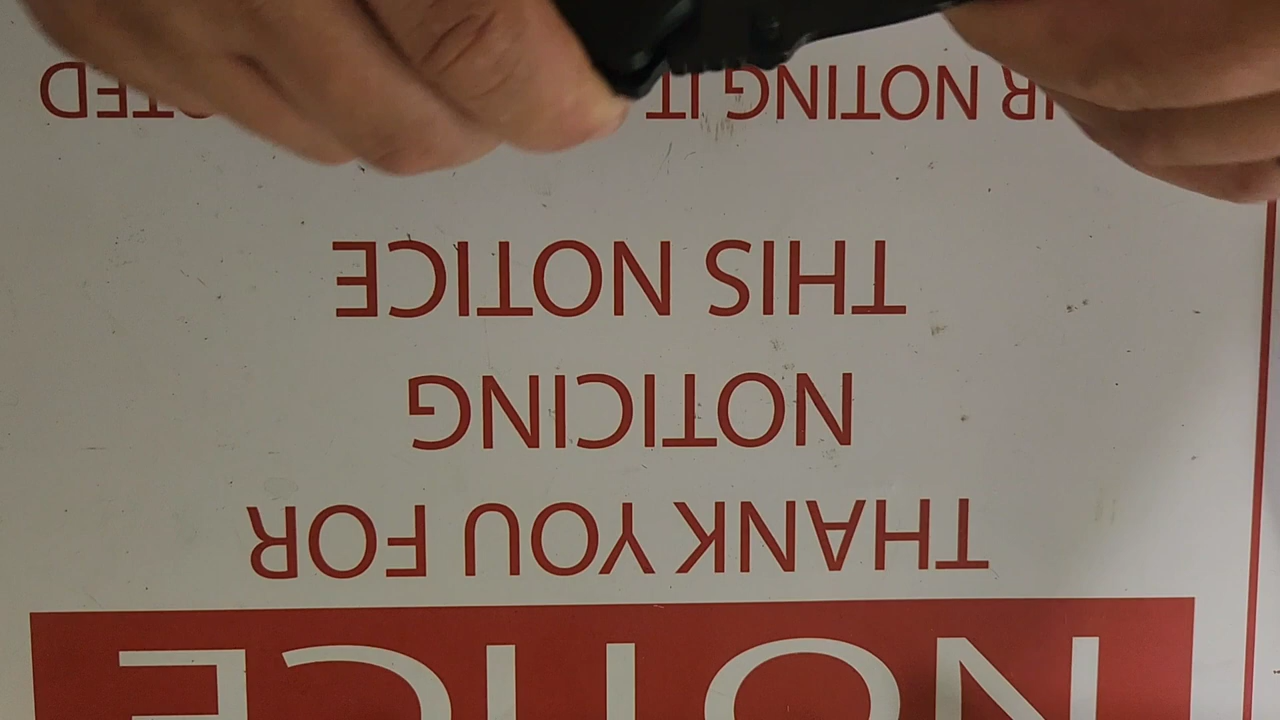 NOTICE
THANK YOU FOR
NOTICING
THIS NOTICE
NOTING IT